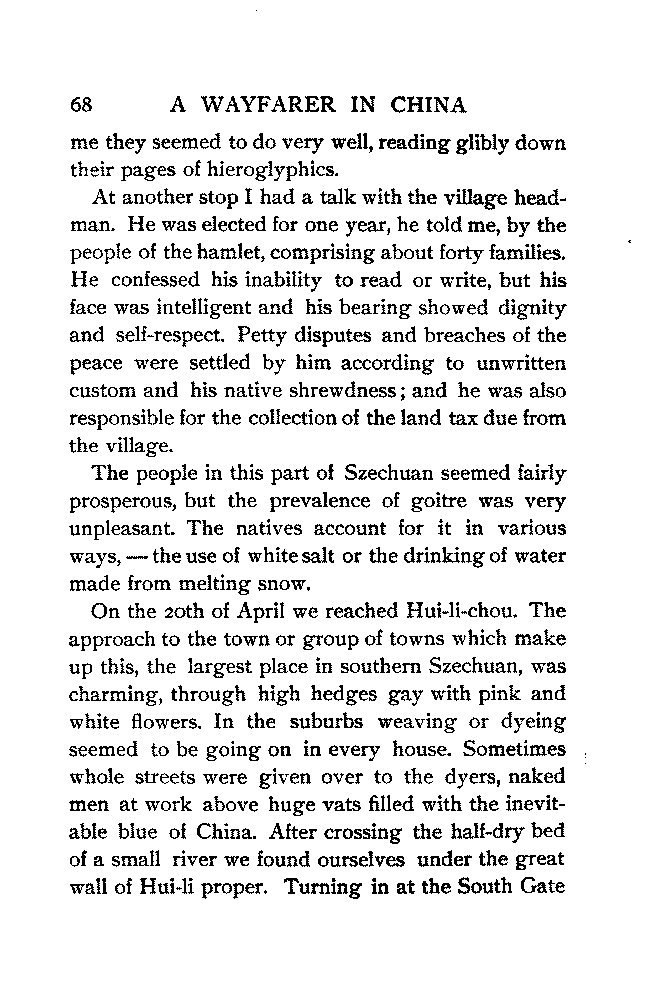 68 A WAYFARER IN CHINA
me they seemed to do very well, reading glibly down
their pages of hieroglyphics.
At another stop I had a talk with the village head-
man. He was elected for one year, he told me, by the
people of the hamlet, comprising about forty families.
He confessed his inability to read or write, but his
face was intelligent and his bearing showed dignity
and self-respect. Petty disputes and breaches of the
peace were settled by him according to unwritten
custom and his native shrewdness; and he was also
responsible for the collection of the land tax due from
the village.
The people in this part of Szechuan seemed fairly
prosperous, but the prevalence of goitre was very
unpleasant. The natives account for it in various
ways, — the use of white salt or the drinking of water
made from melting snow.
On the 20th of April we reached Hui-li-chou. The
approach to the town or group of towns which make
up this, the largest place in southern Szechuan, was
charming, through high hedges gay with pink and
white flowers. In the suburbs weaving or dyeing
seemed to be going on in every house. Sometimes
whole streets were given over to the dyers, naked
men at work above huge vats filled with the inevit-
able blue of China. After crossing the half-dry bed
of a small river we found ourselves under the great
wall of Hui-li proper. Turning in at the South Gate